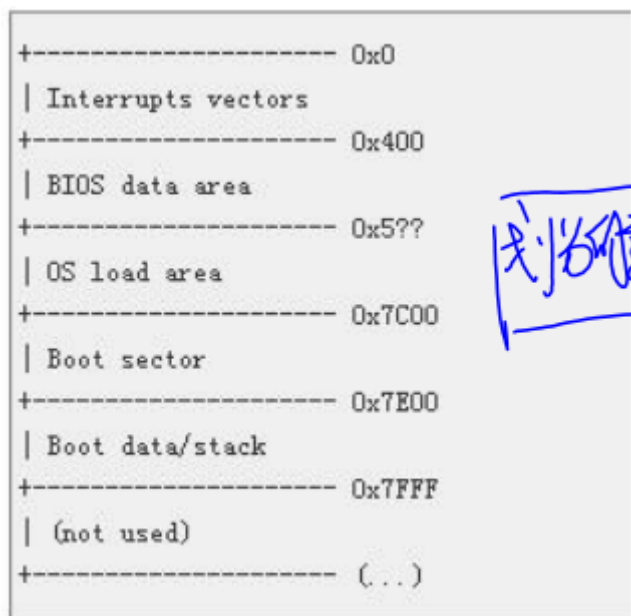 +--------------------- 0x0
| Interrupts vectors
+--------------------- 0x400
| BIOS data area
+--------------------- 0x5??
| OS load area
+--------------------- 0x7C00
| Boot sector
+--------------------- 0x7E00
| Boot data/stack
+--------------------- 0x7FFF
| (not used)
+--------------------- (...)